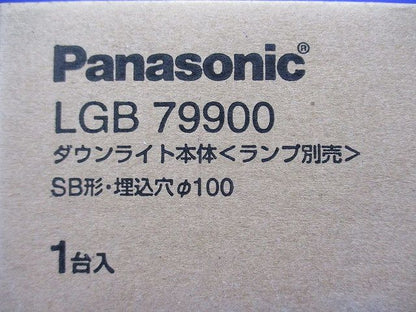 Panasonic®
LGB 79900
ダウンライト本体<ランプ別売>
SB形・埋込穴φ100
1台入